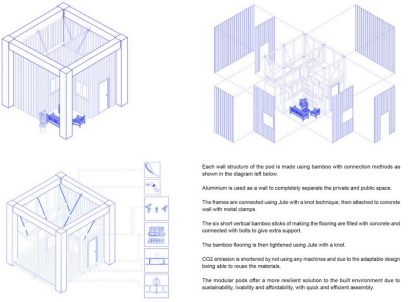 Each wall structure of the pod is made using bamboo with connection methods as
shown in the diagram left below.
Aluminium is used as a wall to completely separate the private and public space.
The frames are connected using Jute with a knot technique, then attached to concrete
wall with metal clamps.
The six short vertical bamboo sticks of making the flooring are filled with concrete and
connected with bolts to give extra support.
The bamboo flooring is then tightened using Jute with a knot.
CO2 emission is shortened by not using any machines and due to the adaptable design
being able to reuse the materials.
The modular pods offer a more resilient solution to the built environment due to
sustainability, livability and affordability, with quick and efficient assembly.